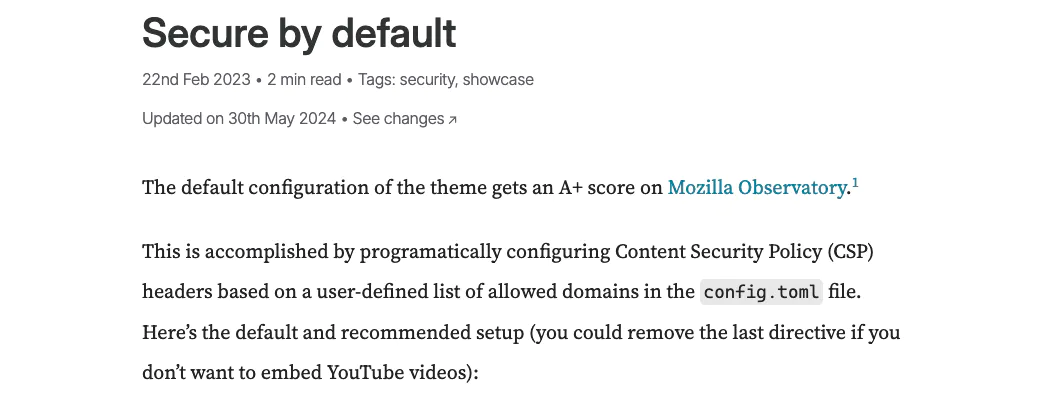 Secure by default
22nd Feb 2023 • 2 min read • Tags: security, showcase
Updated on 30th May 2024 • See changes ↗
The default configuration of the theme gets an A+ score on Mozilla Observatory.1
This is accomplished by programatically configuring Content Security Policy (CSP)
headers based on a user-defined list of allowed domains in the config.toml file.
Here’s the default and recommended setup (you could remove the last directive if you
don’t want to embed YouTube videos):